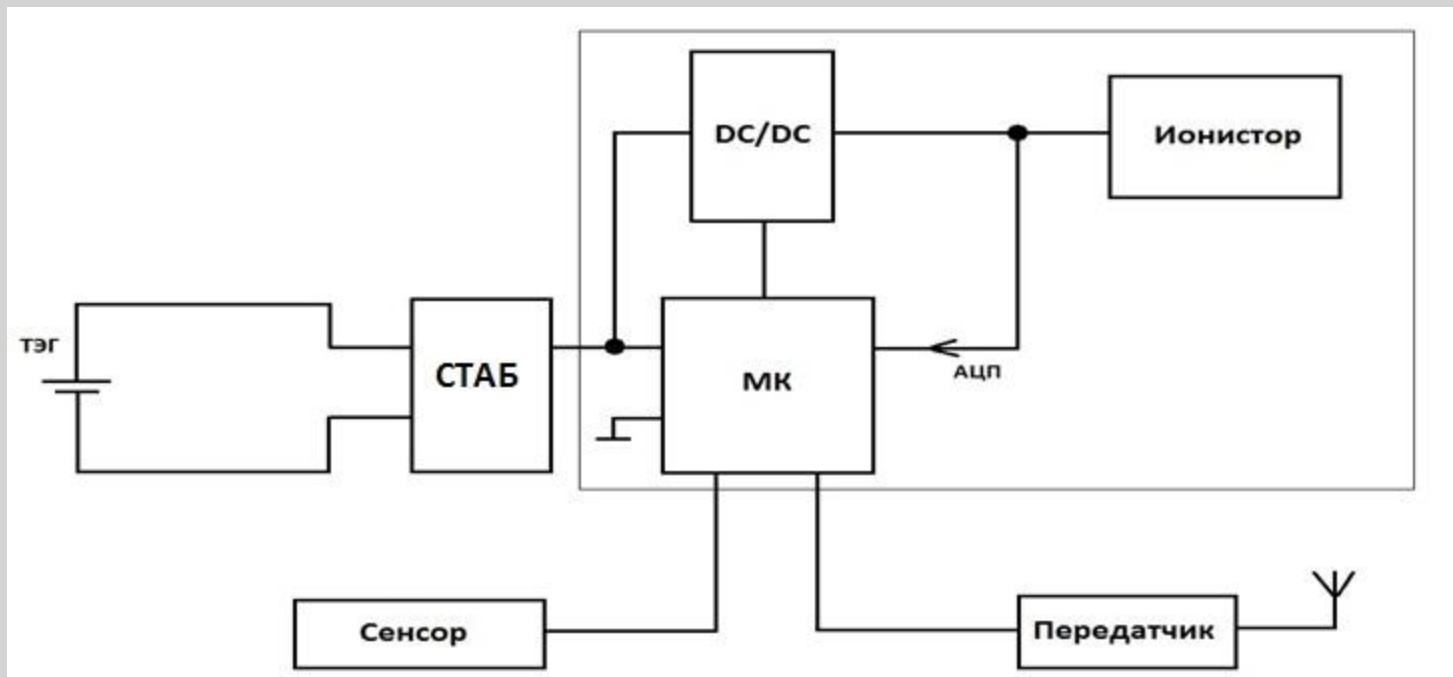 DC/DC
Ионистор
ТЭГ
СТАБ
МК
АЦП
Сенсор
Передатчик